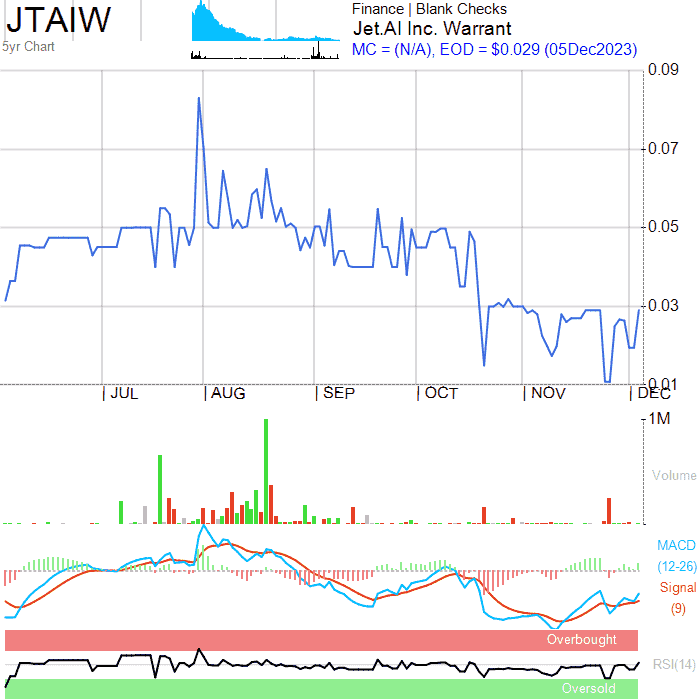 JTAIW
5yr Chart
Finance | Blank Checks
Jet.AI Inc. Warrant
MC = (N/A), EOD = $0.029 (05Dec2023)
0.09
0.07
0.05
0.03
0.01
JUL AUG SEP OCT NOV DEC
1M
Volume
MACD
(12-26)
Signal
(9)
Overbought
RSI(14)
Oversold